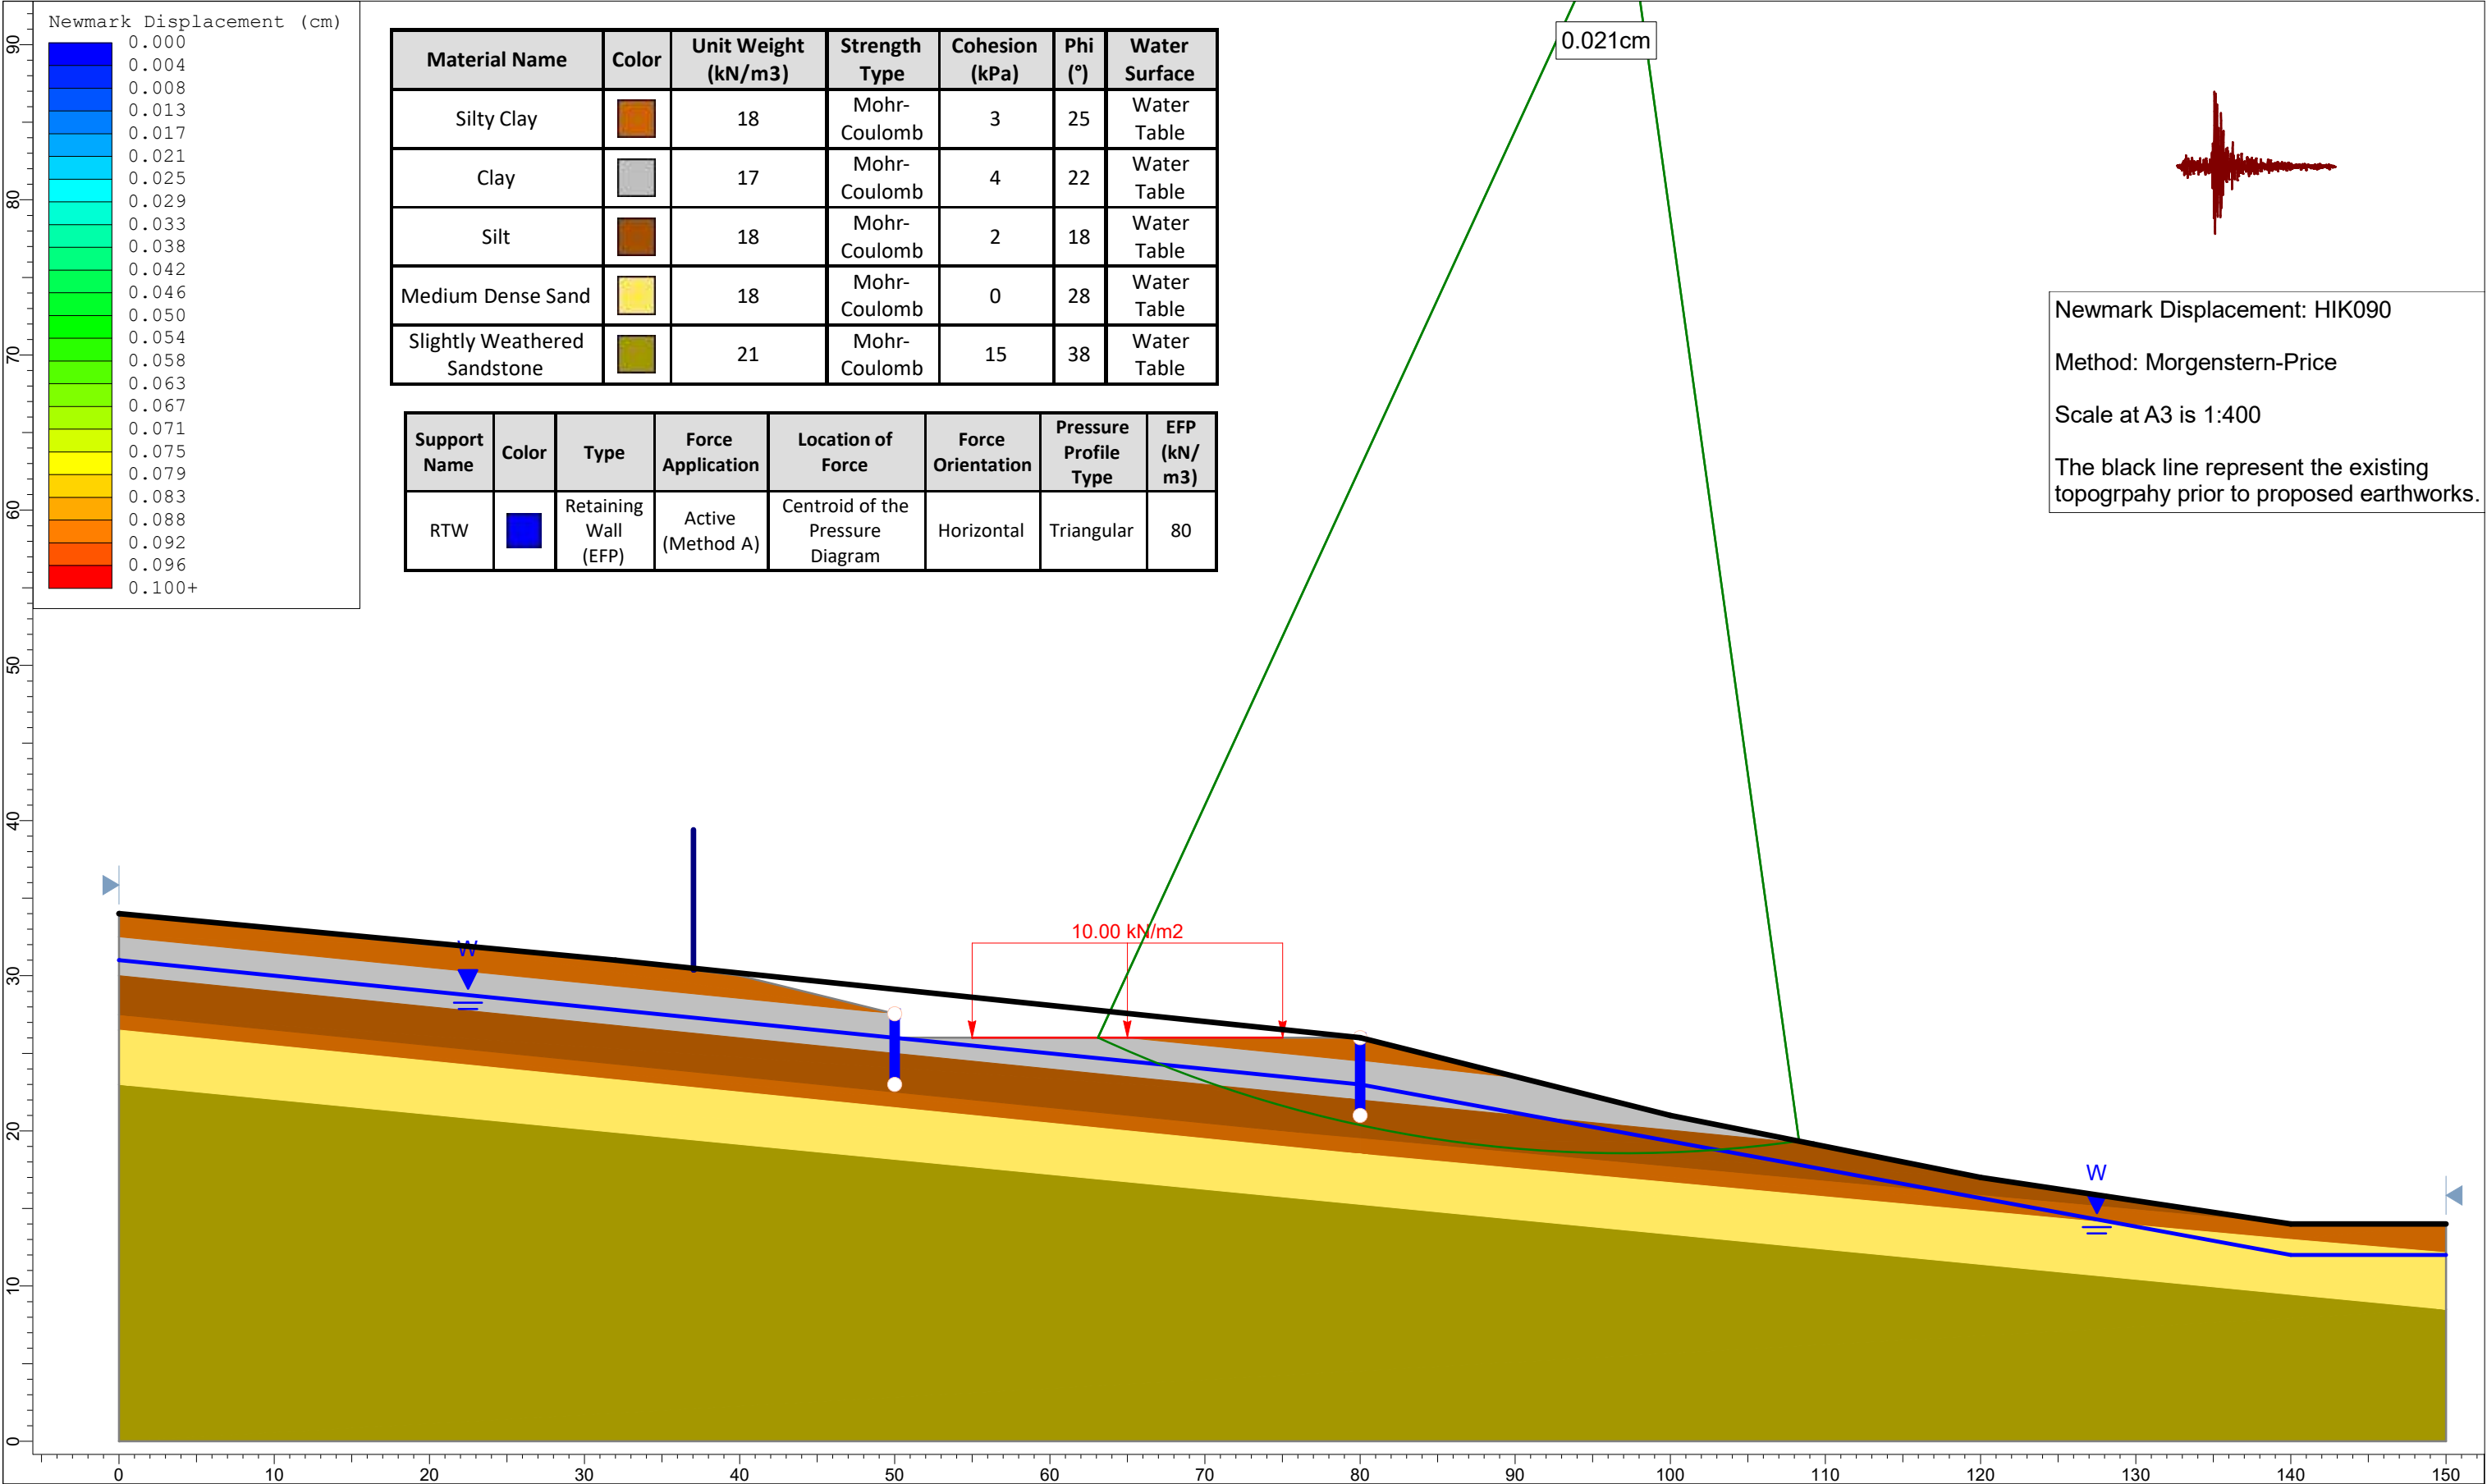 Newmark Displacement (cm)
0.000
0.004
0.008
0.013
0.017
0.021
0.025
0.029
0.033
0.038
0.042
0.046
0.050
0.054
0.058
0.063
0.067
0.071
0.075
0.079
0.083
0.088
0.092
0.096
0.100+
Material Name Color Unit Weight (kN/m3) Strength Type Cohesion (kPa) Phi (°) Water Surface
Silty Clay 18 Mohr-Coulomb 3 25 Water Table
Clay 17 Mohr-Coulomb 4 22 Water Table
Silt 18 Mohr-Coulomb 2 18 Water Table
Medium Dense Sand 18 Mohr-Coulomb 0 28 Water Table
Slightly Weathered Sandstone 21 Mohr-Coulomb 15 38 Water Table
Support Name Color Type Force Application Location of Force Force Orientation Pressure Profile Type EFP (kN/m3)
RTW Retaining Wall (EFP) Active (Method A) Centroid of the Pressure Diagram Horizontal Triangular 80
0.021cm
Newmark Displacement: HIK090
Method: Morgenstern-Price
Scale at A3 is 1:400
The black line represent the existing
topogrpahy prior to proposed earthworks.
10.00 kN/m2
W
W
90
80
70
60
50
40
30
20
10
0
0 10 20 30 40 50 60 70 80 90 100 110 120 130 140 150